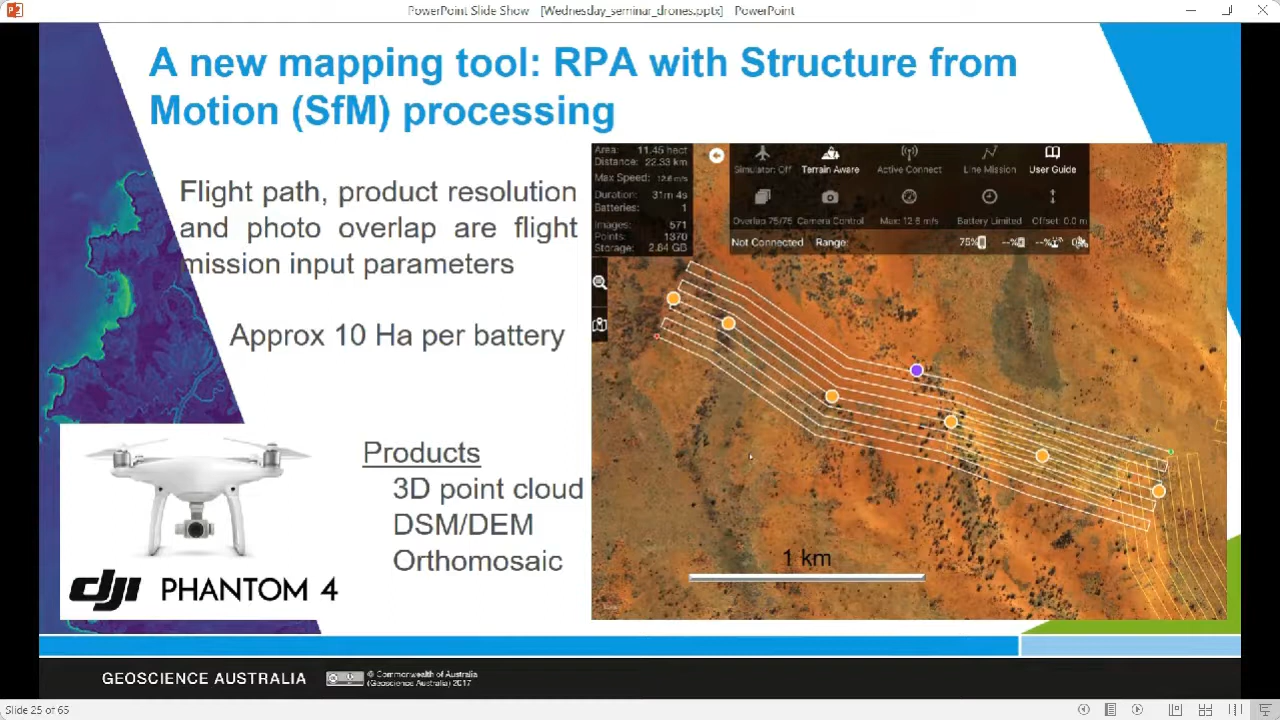 PowerPoint Slide Show - [Wednesday_seminar_drones.pptx] - PowerPoint
A new mapping tool: RPA with Structure from
Motion (SfM) processing
Flight path, product resolution
and photo overlap are flight
mission input parameters
Approx 10 Ha per battery
Products
3D point cloud
DSM/DEM
Orthomosaic
dji PHANTOM 4
Area: 11.45 hect
Distance: 22.33 km
Max Speed: 12.6 m/s
Duration: 31m 4s
Batteries: 1
Images: 571
Points: 1370
Storage: 2.84 GB
Simulator: Off Terrain Aware Active Connect Line Mission User Guide
Overlap 75/75 Camera Control Max: 12.6 m/s Battery Limited Offset: 0.0 m
Not Connected Range: 75% --% --%
1 km
GEOSCIENCE AUSTRALIA
© Commonwealth of Australia
(Geoscience Australia) 2017
Slide 25 of 65